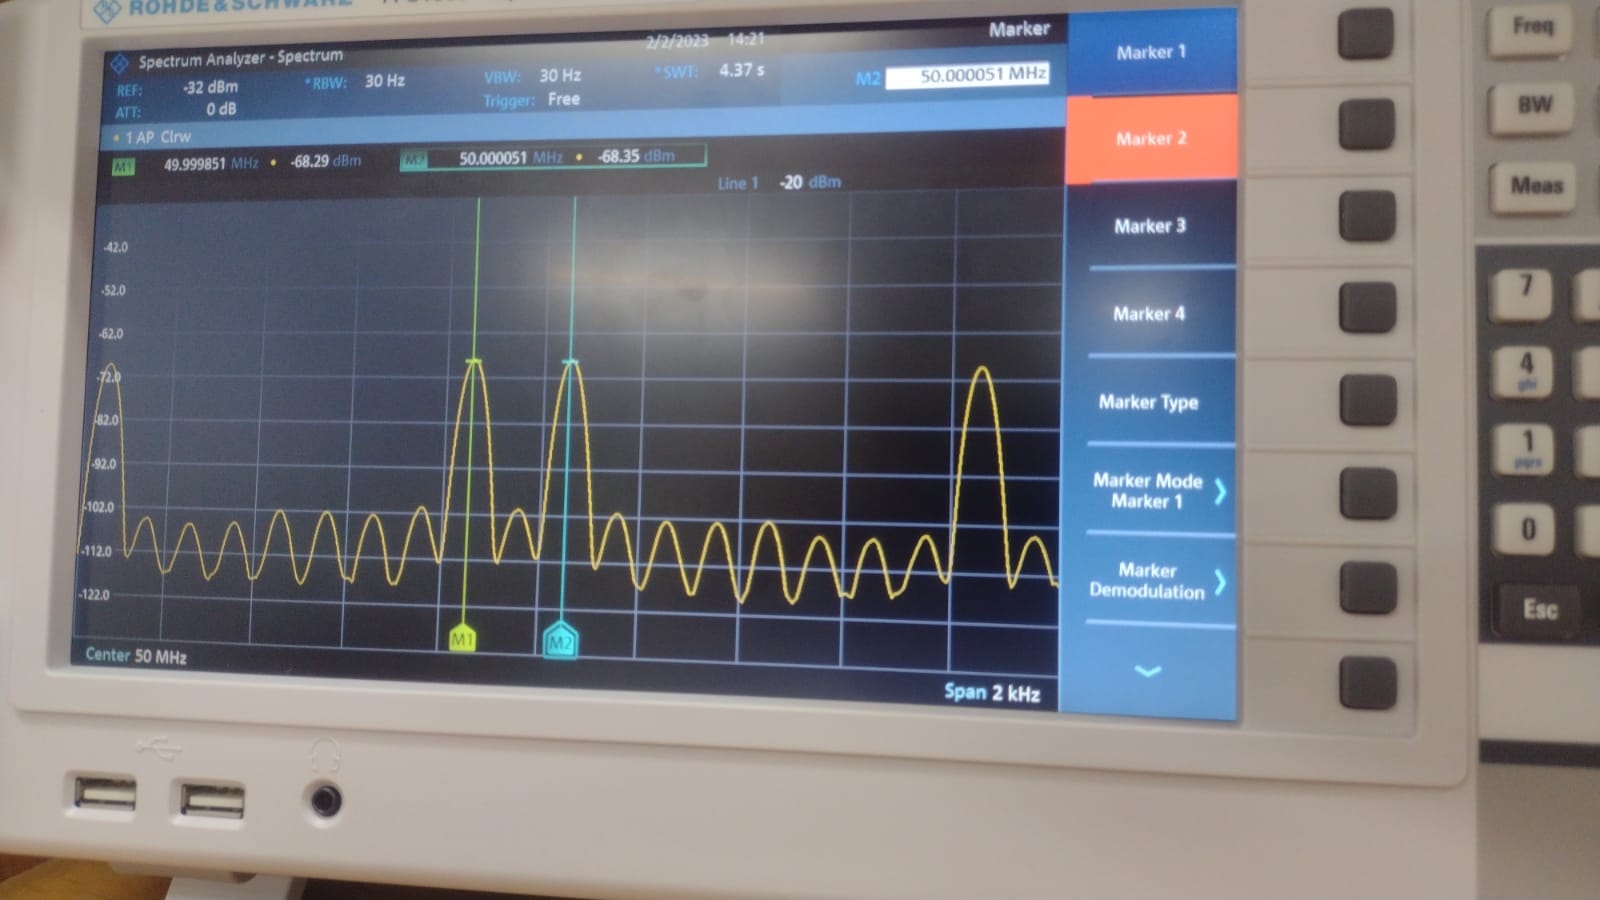 ROHDE & SCHWARZ
Spectrum Analyzer - Spectrum
2/2/2023 14:21
Marker
REF: -32 dBm
*RBW: 30 Hz
VBW: 30 Hz
*SWT: 4.37 s
M2 50.000051 MHz
ATT: 0 dB
Trigger: Free
• 1 AP Clrw
M1 49.999851 MHz • -68.29 dBm
M2 50.000051 MHz • -68.35 dBm
Line 1 -20 dBm
-42.0
-52.0
-62.0
-72.0
-82.0
-92.0
-102.0
-112.0
-122.0
M1
M2
Center 50 MHz
Span 2 kHz
Marker 1
Marker 2
Marker 3
Marker 4
Marker Type
Marker Mode
Marker 1
Marker
Demodulation
Freq
BW
Meas
7
4
ghi
1
pqrs
0
Esc